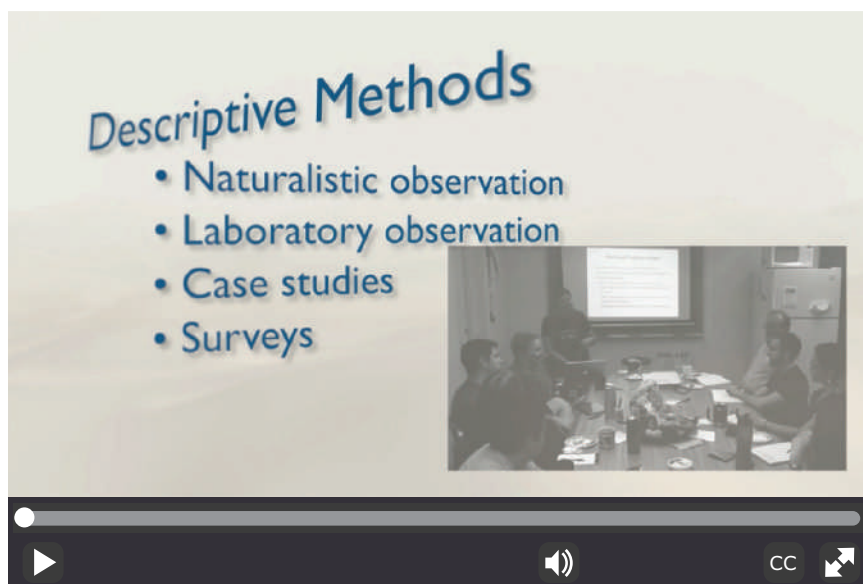 Descriptive Methods
• Naturalistic observation
• Laboratory observation
• Case studies
• Surveys
CC